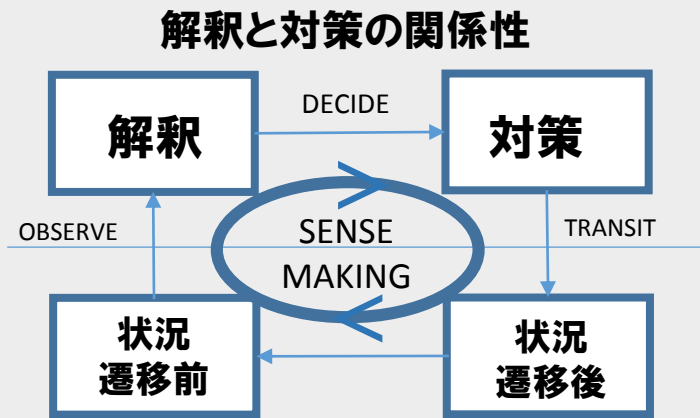 解釈と対策の関係性
解釈
DECIDE
対策
OBSERVE
SENSE
MAKING
TRANSIT
状況
遷移前
状況
遷移後